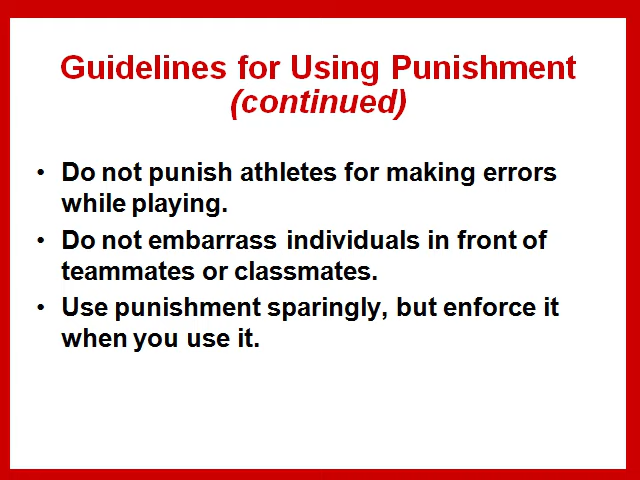 Guidelines for Using Punishment
(continued)
• Do not punish athletes for making errors
while playing.
• Do not embarrass individuals in front of
teammates or classmates.
• Use punishment sparingly, but enforce it
when you use it.